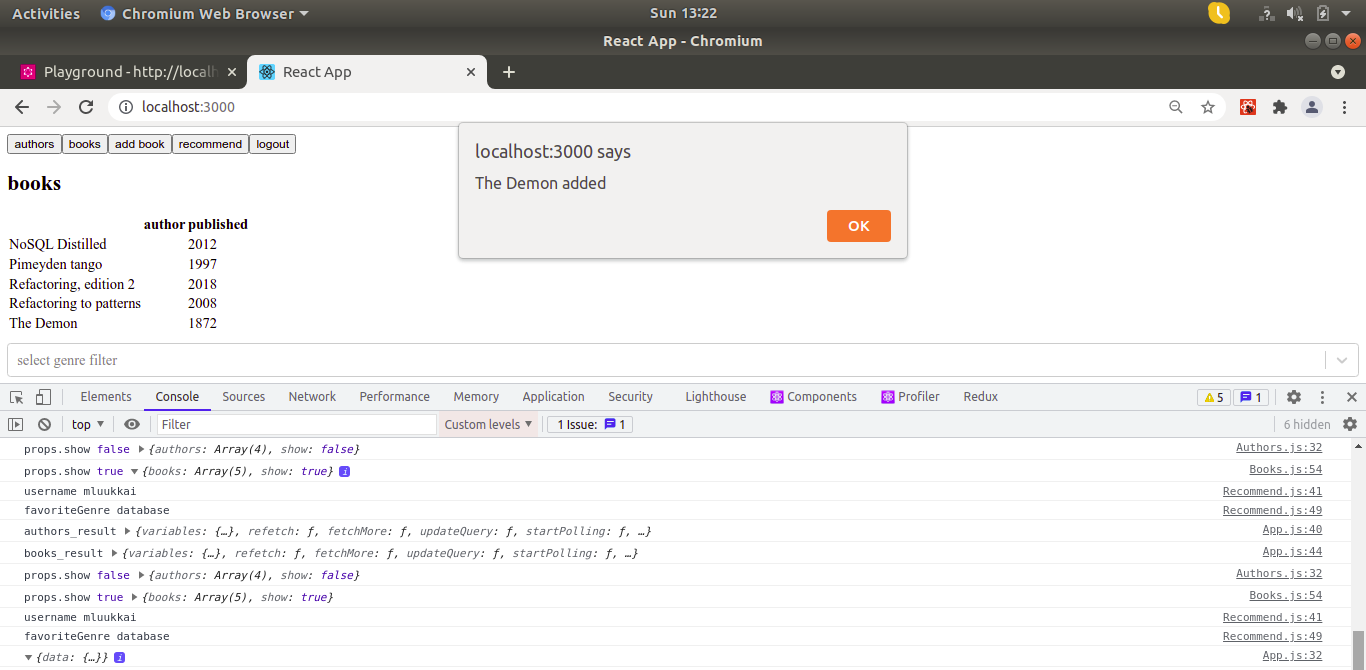 Activities Chromium Web Browser Sun 13:22
React App - Chromium
Playground - http://localh React App
localhost:3000
authors books add book recommend logout
localhost:3000 says
The Demon added
OK
books
author published
NoSQL Distilled 2012
Pimeyden tango 1997
Refactoring, edition 2 2018
Refactoring to patterns 2008
The Demon 1872
select genre filter
Elements Console Sources Network Performance Memory Application Security Lighthouse Components Profiler Redux 5 1
top Filter Custom levels 1 Issue: 1 6 hidden
props.show false {authors: Array(4), show: false} Authors.js:32
props.show true {books: Array(5), show: true} i Books.js:54
username mluukkai Recommend.js:41
favoriteGenre database Recommend.js:49
authors_result {variables: {…}, refetch: ƒ, fetchMore: ƒ, updateQuery: ƒ, startPolling: ƒ, …} App.js:40
books_result {variables: {…}, refetch: ƒ, fetchMore: ƒ, updateQuery: ƒ, startPolling: ƒ, …} App.js:44
props.show false {authors: Array(4), show: false} Authors.js:32
props.show true {books: Array(5), show: true} Books.js:54
username mluukkai Recommend.js:41
favoriteGenre database Recommend.js:49
{data: {…}} i App.js:32